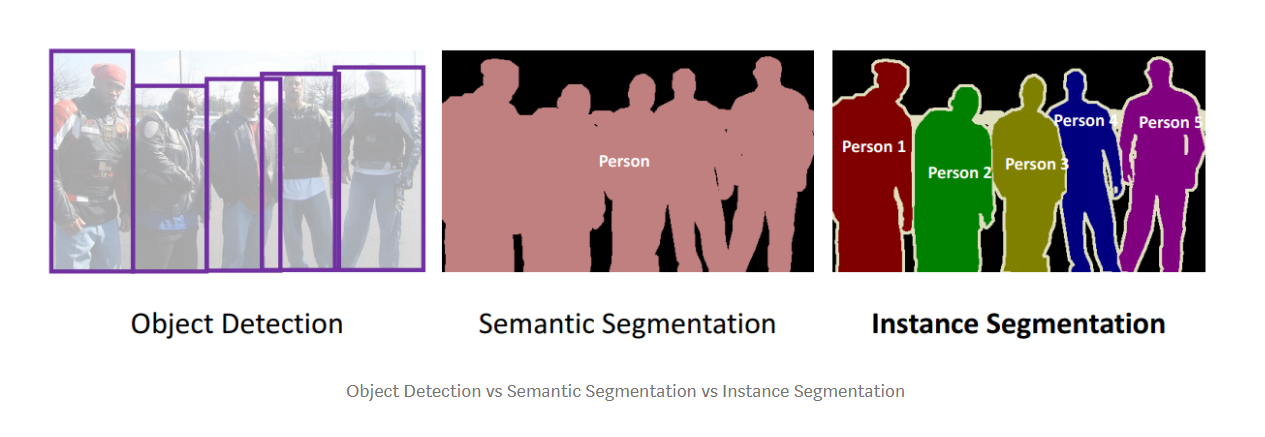 Person
Person 1
Person 2
Person 3
Person 4
Person 5
Object Detection
Semantic Segmentation
Instance Segmentation
Object Detection vs Semantic Segmentation vs Instance Segmentation